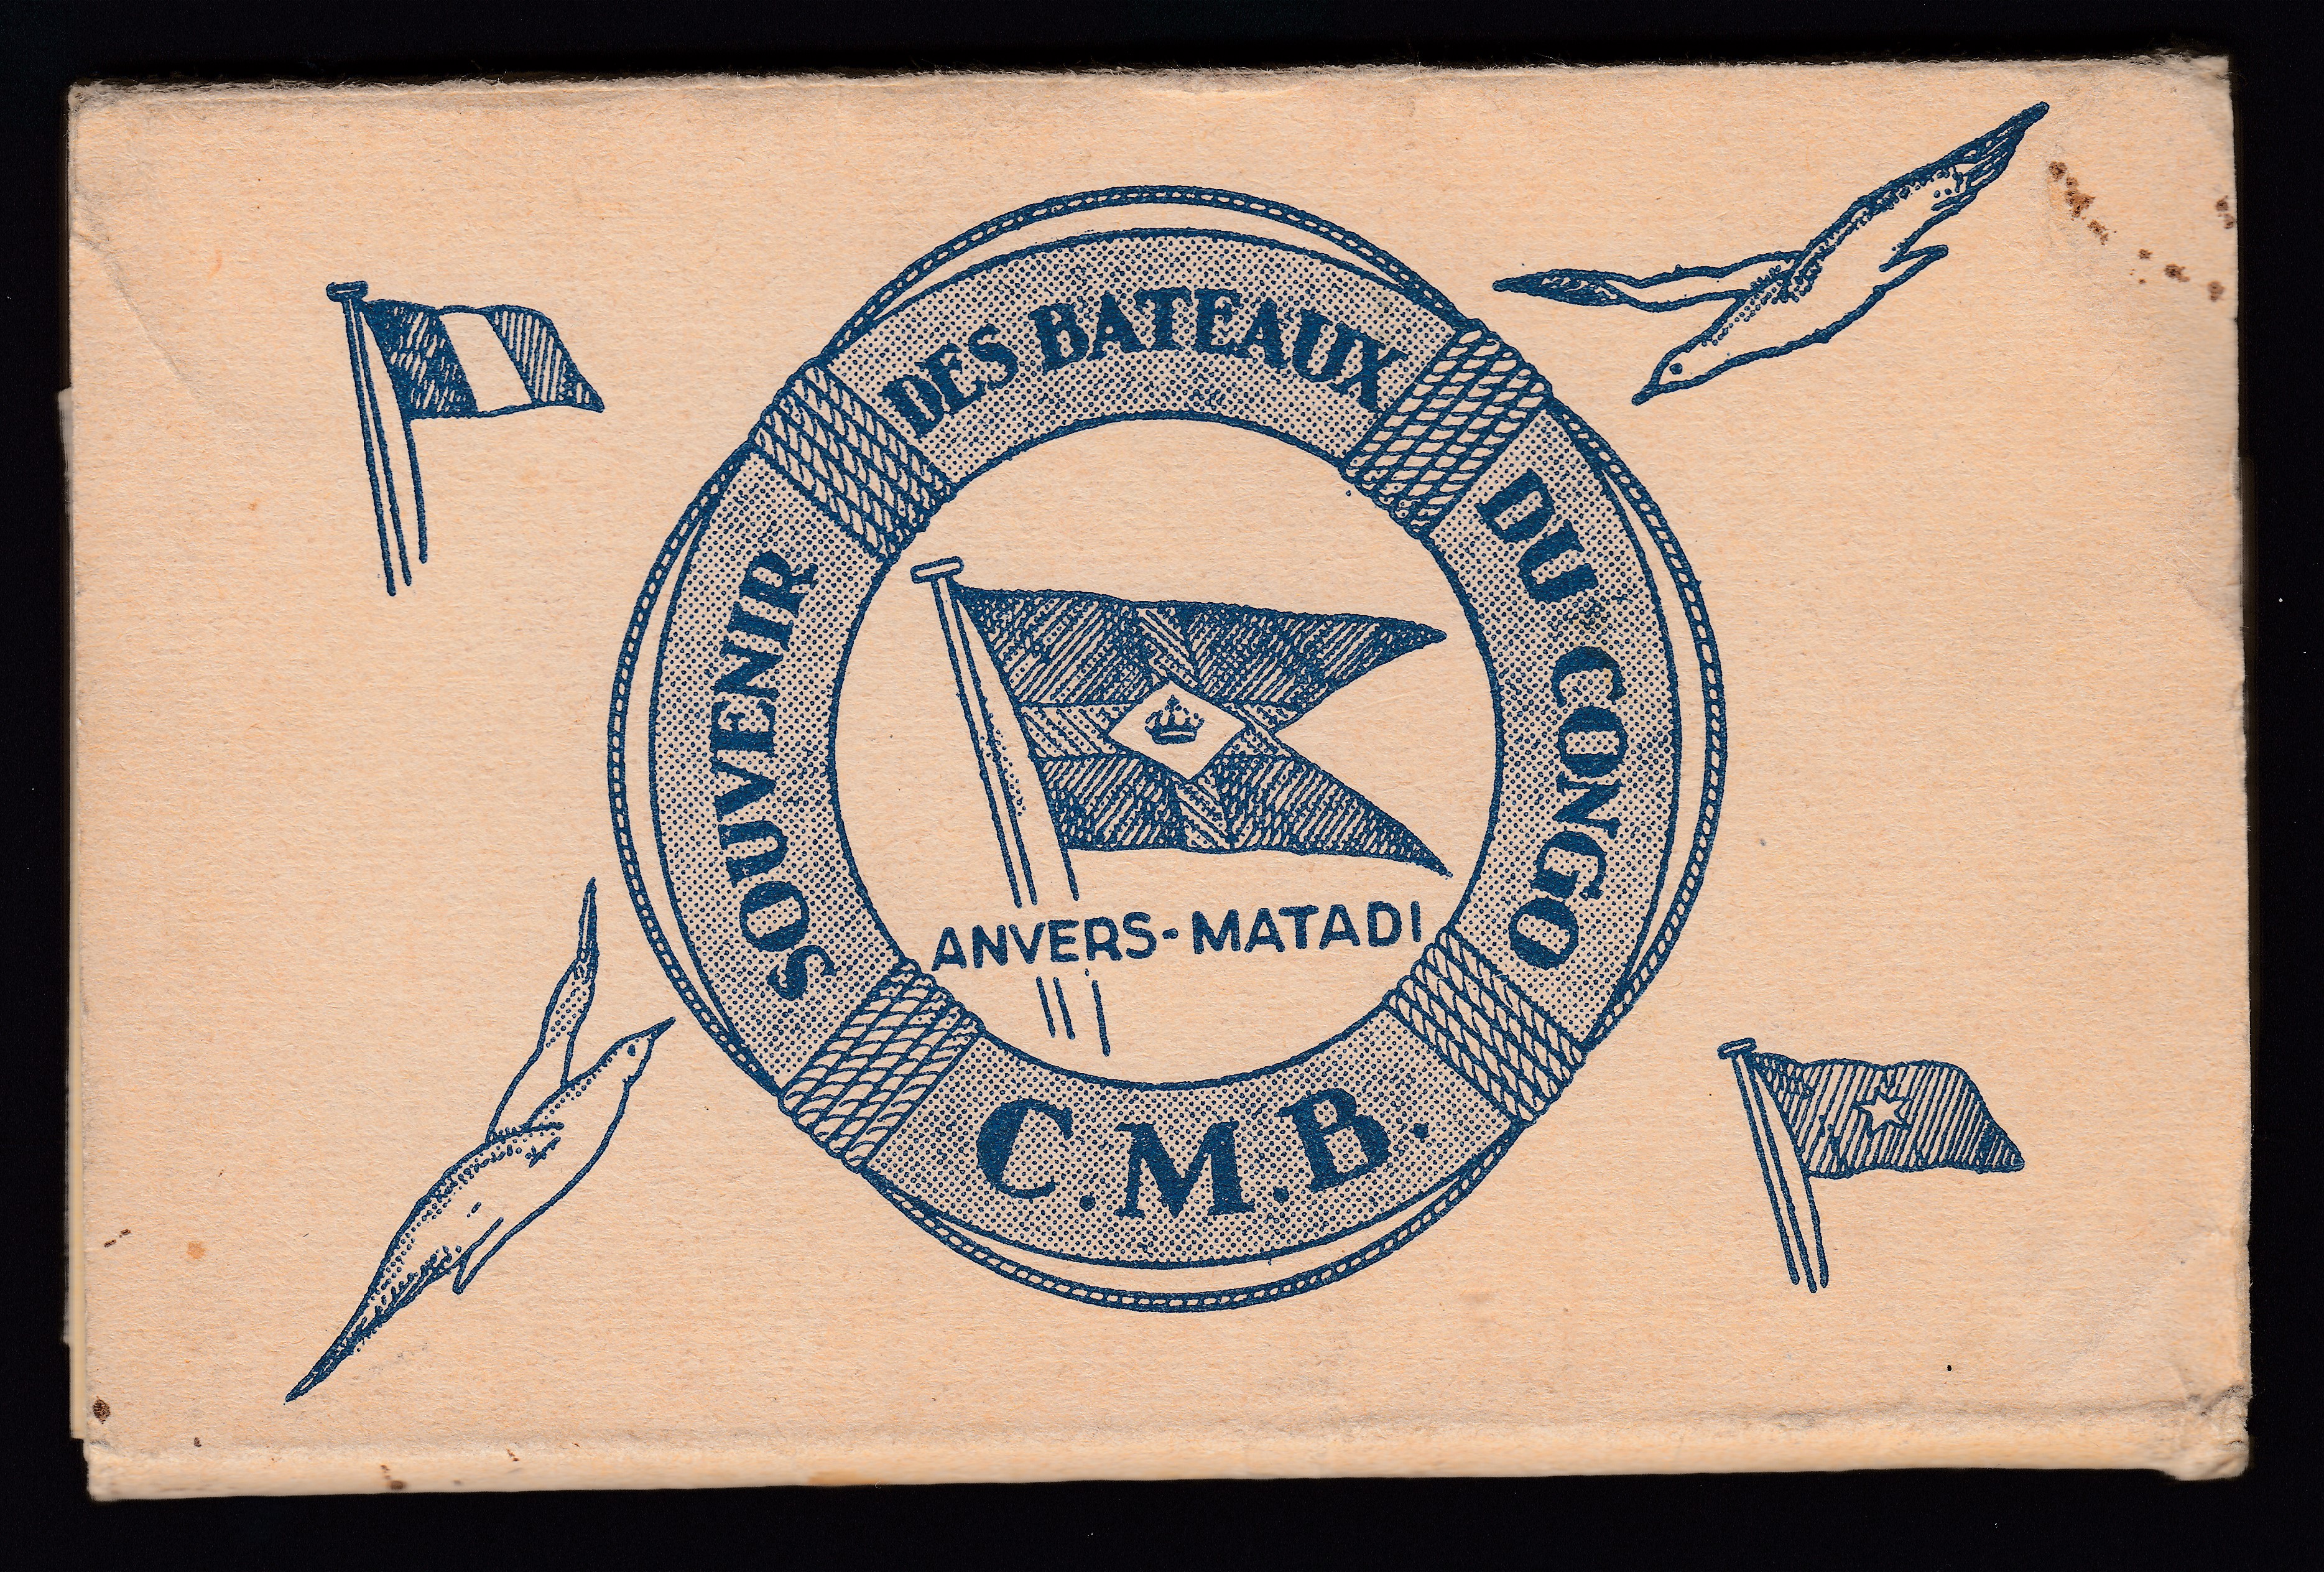 SOUVENIR
DES BATEAUX
DU CONGO
ANVERS-MATADI
C.M.B.